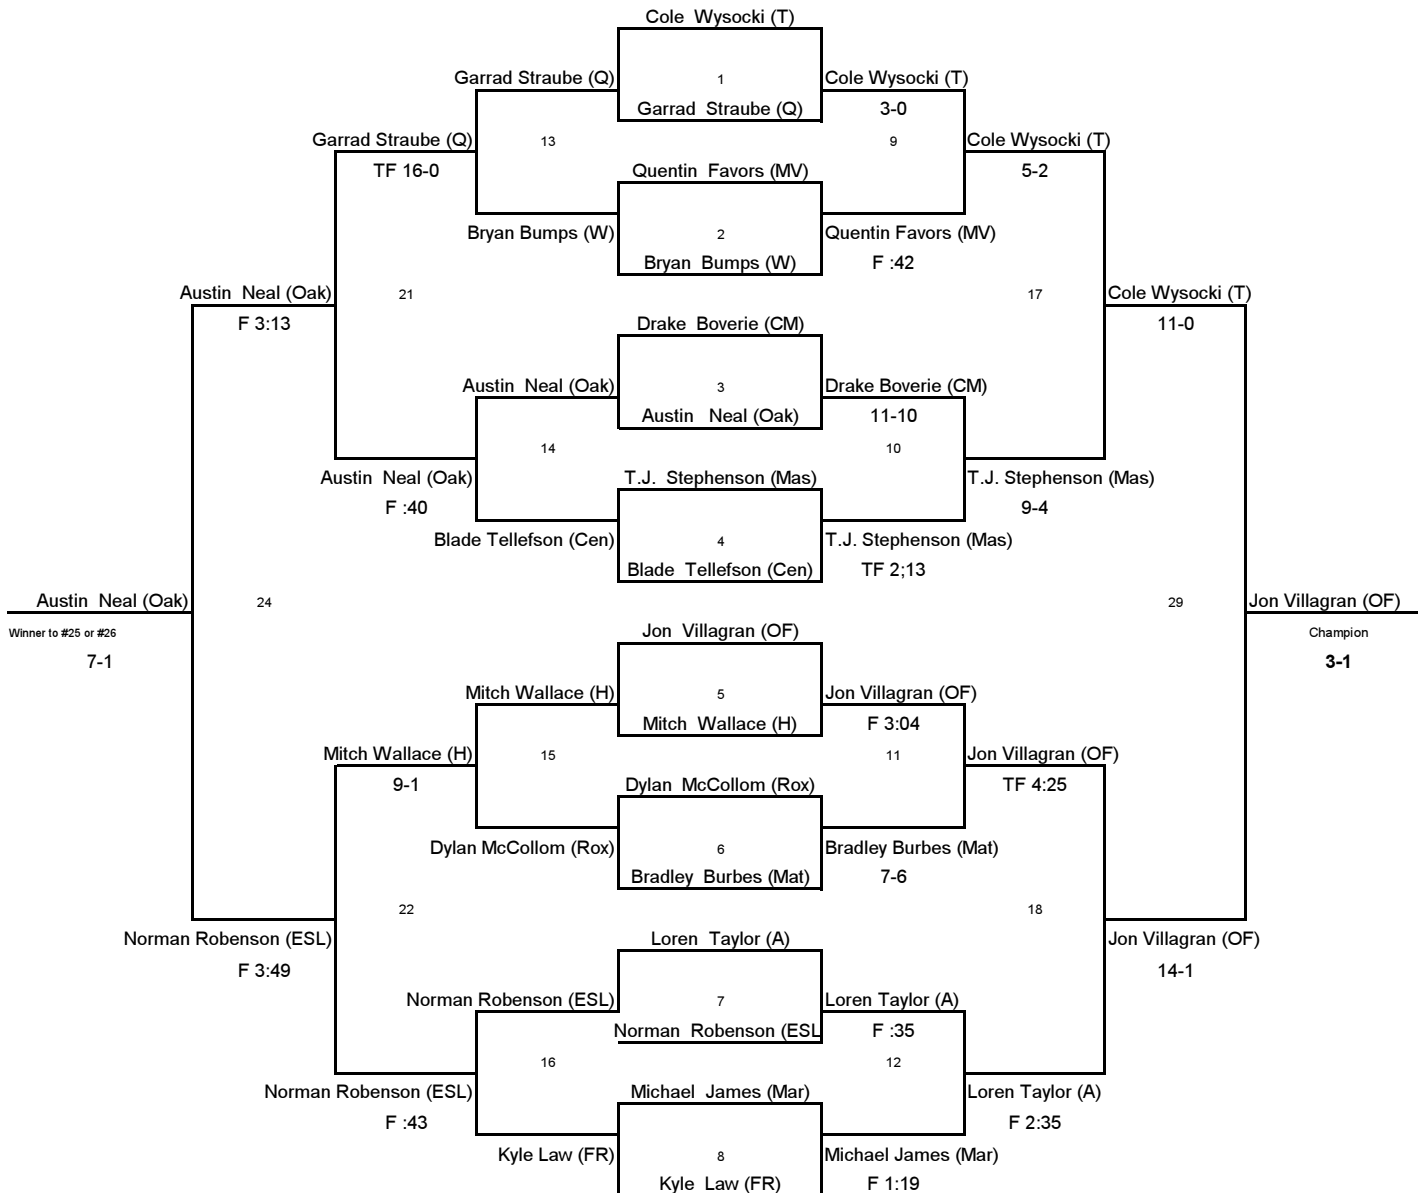 Cole Wysocki (T)
Garrad Straube (Q)
1
Cole Wysocki (T)
Garrad Straube (Q)
3-0
Garrad Straube (Q)
13
9
Cole Wysocki (T)
TF 16-0
Quentin Favors (MV)
5-2
Bryan Bumps (W)
2
Quentin Favors (MV)
Bryan Bumps (W)
F :42
Austin Neal (Oak)
21
17
Cole Wysocki (T)
F 3:13
Drake Boverie (CM)
11-0
Austin Neal (Oak)
3
Drake Boverie (CM)
Austin Neal (Oak)
11-10
14
10
Austin Neal (Oak)
T.J. Stephenson (Mas)
T.J. Stephenson (Mas)
F :40
9-4
Blade Tellefson (Cen)
4
T.J. Stephenson (Mas)
Blade Tellefson (Cen)
TF 2;13
Austin Neal (Oak)
24
29
Jon Villagran (OF)
Winner to #25 or #26
Jon Villagran (OF)
Champion
7-1
3-1
Mitch Wallace (H)
5
Jon Villagran (OF)
Mitch Wallace (H)
F 3:04
Mitch Wallace (H)
15
11
Jon Villagran (OF)
9-1
Dylan McCollom (Rox)
TF 4:25
Dylan McCollom (Rox)
6
Bradley Burbes (Mat)
Bradley Burbes (Mat)
7-6
22
18
Norman Robenson (ESL)
Loren Taylor (A)
Jon Villagran (OF)
F 3:49
14-1
Norman Robenson (ESL)
7
Loren Taylor (A)
Norman Robenson (ESL
F :35
16
12
Norman Robenson (ESL)
Michael James (Mar)
Loren Taylor (A)
F :43
F 2:35
Kyle Law (FR)
8
Michael James (Mar)
Kyle Law (FR)
F 1:19